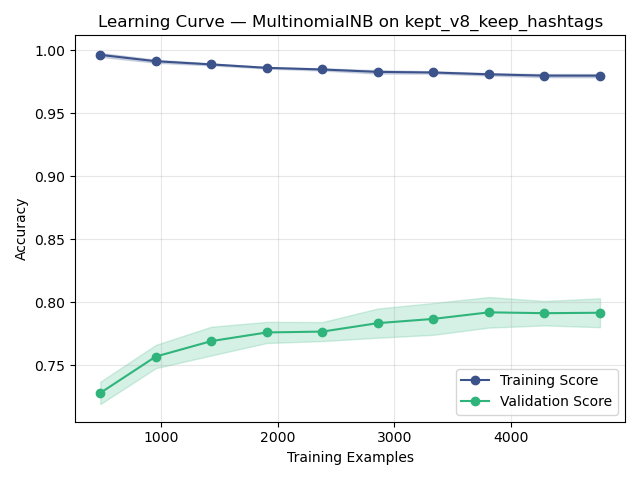 Learning Curve — MultinomialNB on kept_v8_keep_hashtags
1.00
0.95
0.90
0.85
0.80
0.75
Accuracy
1000
2000
3000
4000
Training Examples
Training Score
Validation Score